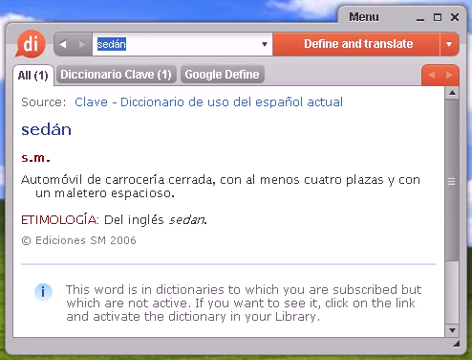 Menu
di
sedán
Define and translate
All (1)
Diccionario Clave (1)
Google Define
Source: Clave - Diccionario de uso del español actual
sedán
s.m.
Automóvil de carrocería cerrada, con al menos cuatro plazas y con
un maletero espacioso.
ETIMOLOGÍA: Del inglés sedan.
© Ediciones SM 2006
i
This word is in dictionaries to which you are subscribed but
which are not active. If you want to see it, click on the link
and activate the dictionary in your Library.